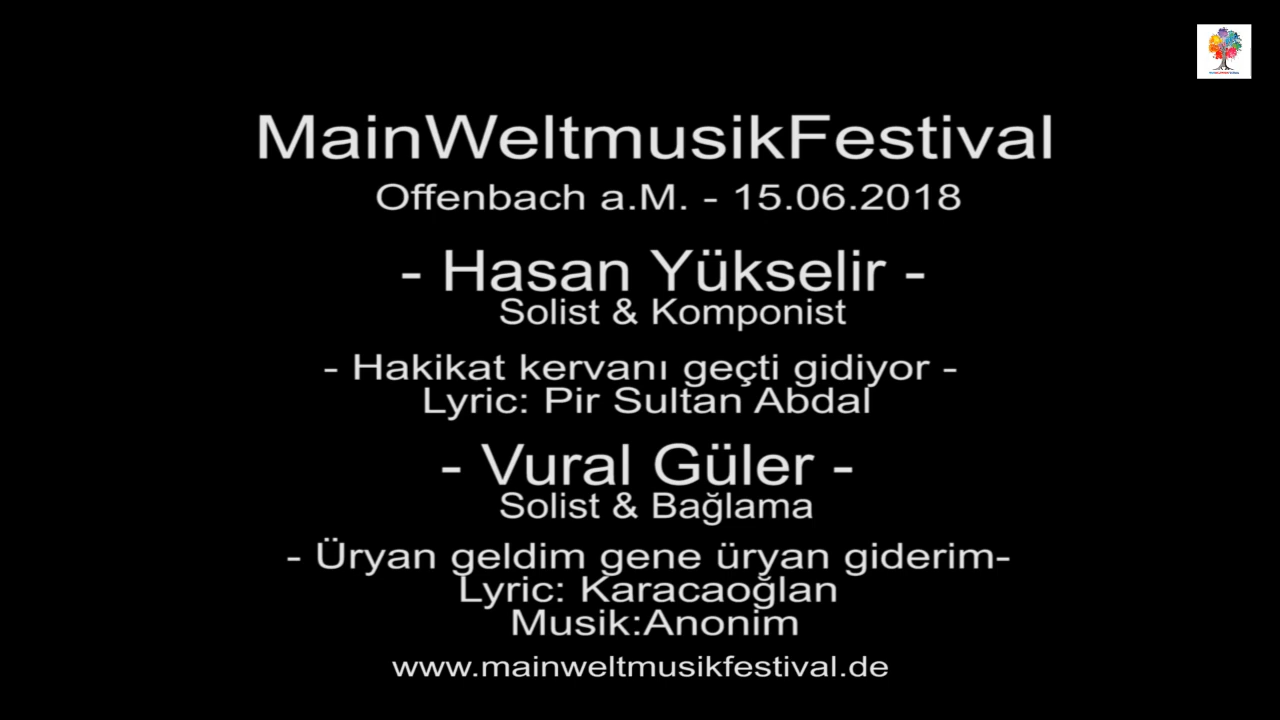 MainWeltmusikFestival
Offenbach a.M. - 15.06.2018
- Hasan Yükselir -
Solist & Komponist
- Hakikat kervanı geçti gidiyor -
Lyric: Pir Sultan Abdal
- Vural Güler -
Solist & Bağlama
- Üryan geldim gene üryan giderim-
Lyric: Karacaoğlan
Musik:Anonim
www.mainweltmusikfestival.de